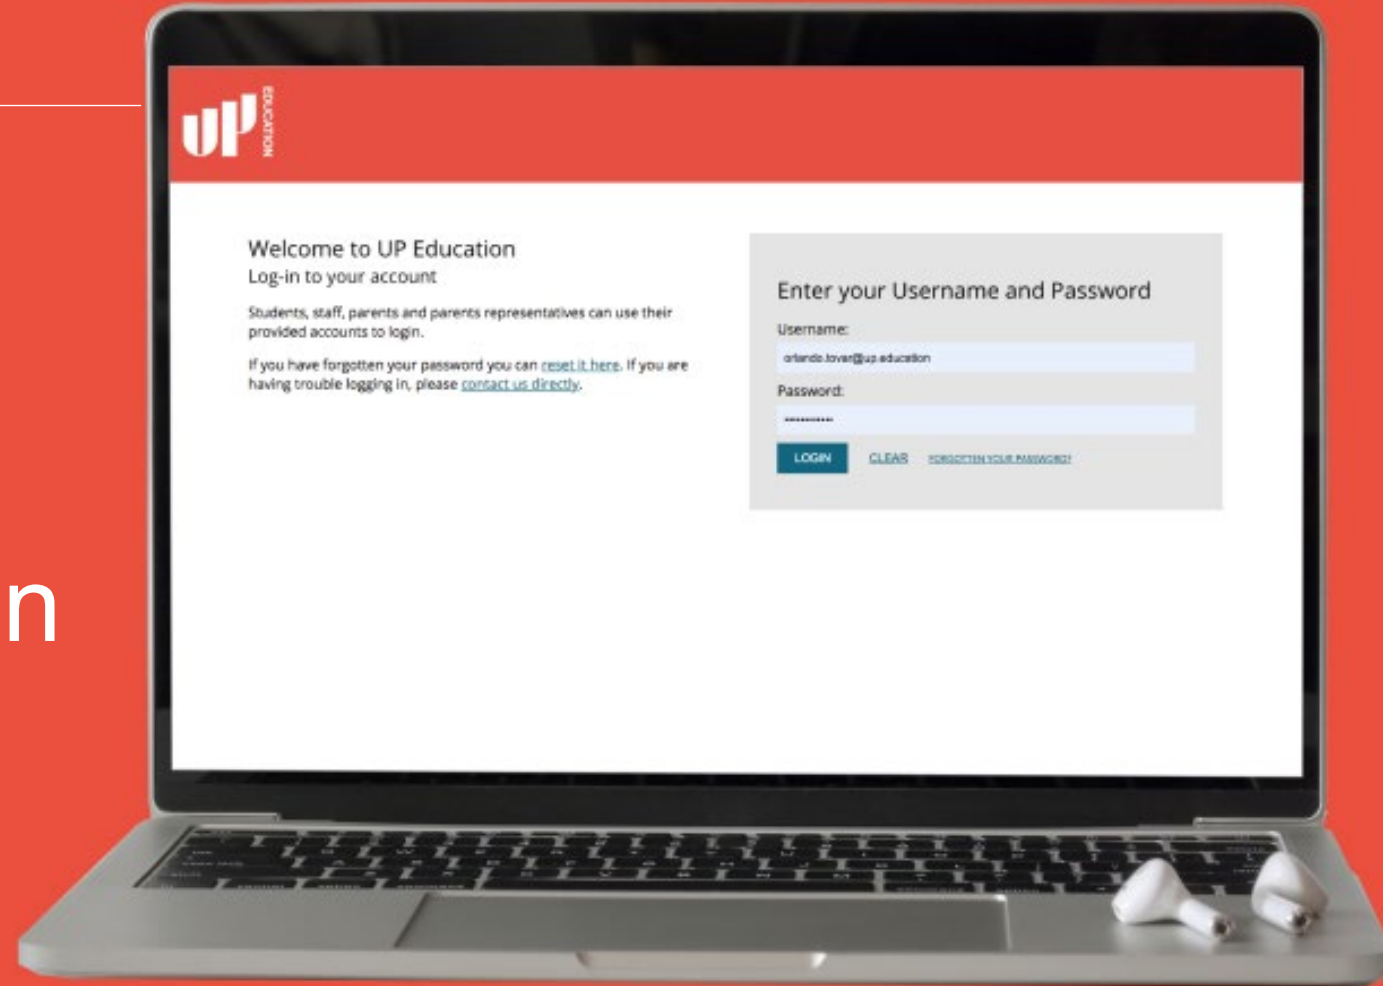 UP EDUCATION
Welcome to UP Education
Log-in to your account
Students, staff, parents and parents representatives can use their
provided accounts to login.
If you have forgotten your password you can reset it here. If you are
having trouble logging in, please contact us directly.
Enter your Username and Password
Username:
orlando.tovar@up.education
Password:
LOGIN CLEAR FORGOTTEN YOUR PASSWORD?
n